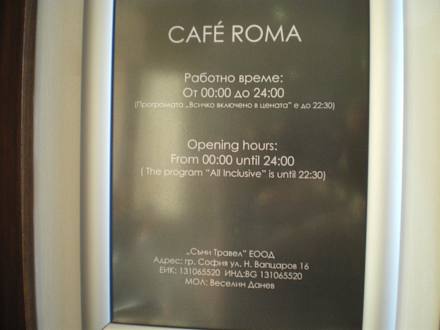 CAFÉ ROMA
Работно време:
От 00:00 до 24:00
(Програмата „Всичко включено в цената" е до 22:30)
Opening hours:
From 00:00 until 24:00
( The program “All Inclusive” is until 22:30)
„Съни Травел" ЕООД
Адрес: гр. София ул. Н. Вапцаров 16
ЕИК: 131065520 ИНД:BG 131065520
МОЛ: Веселин Данев